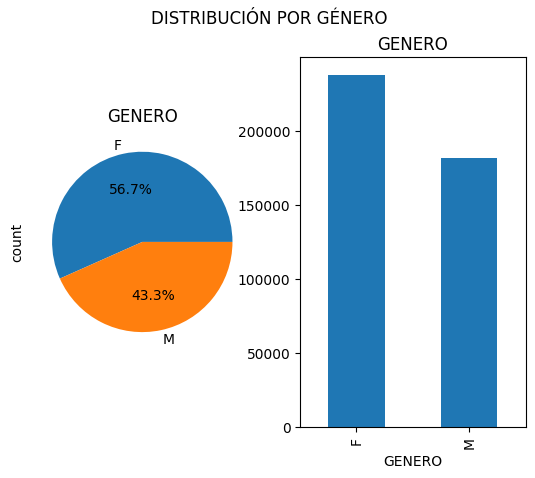 DISTRIBUCIÓN POR GÉNERO
GENERO
F
56.7%
43.3%
M
count
GENERO
200000
150000
100000
50000
0
F
M
GENERO